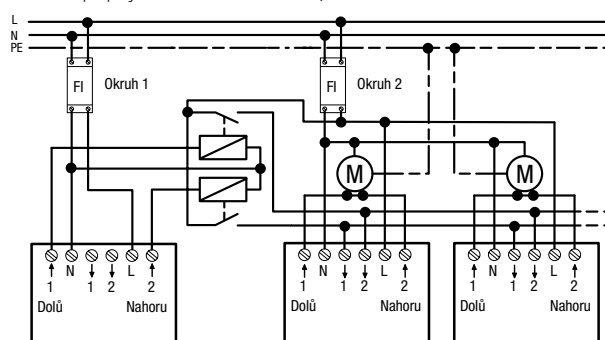 L
N
PE
FI Okruh 1 FI Okruh 2
M M
N L N L N L
1 1 2 2 1 1 2 2 1 1 2 2
Dolů Nahoru Dolů Nahoru Dolů Nahoru